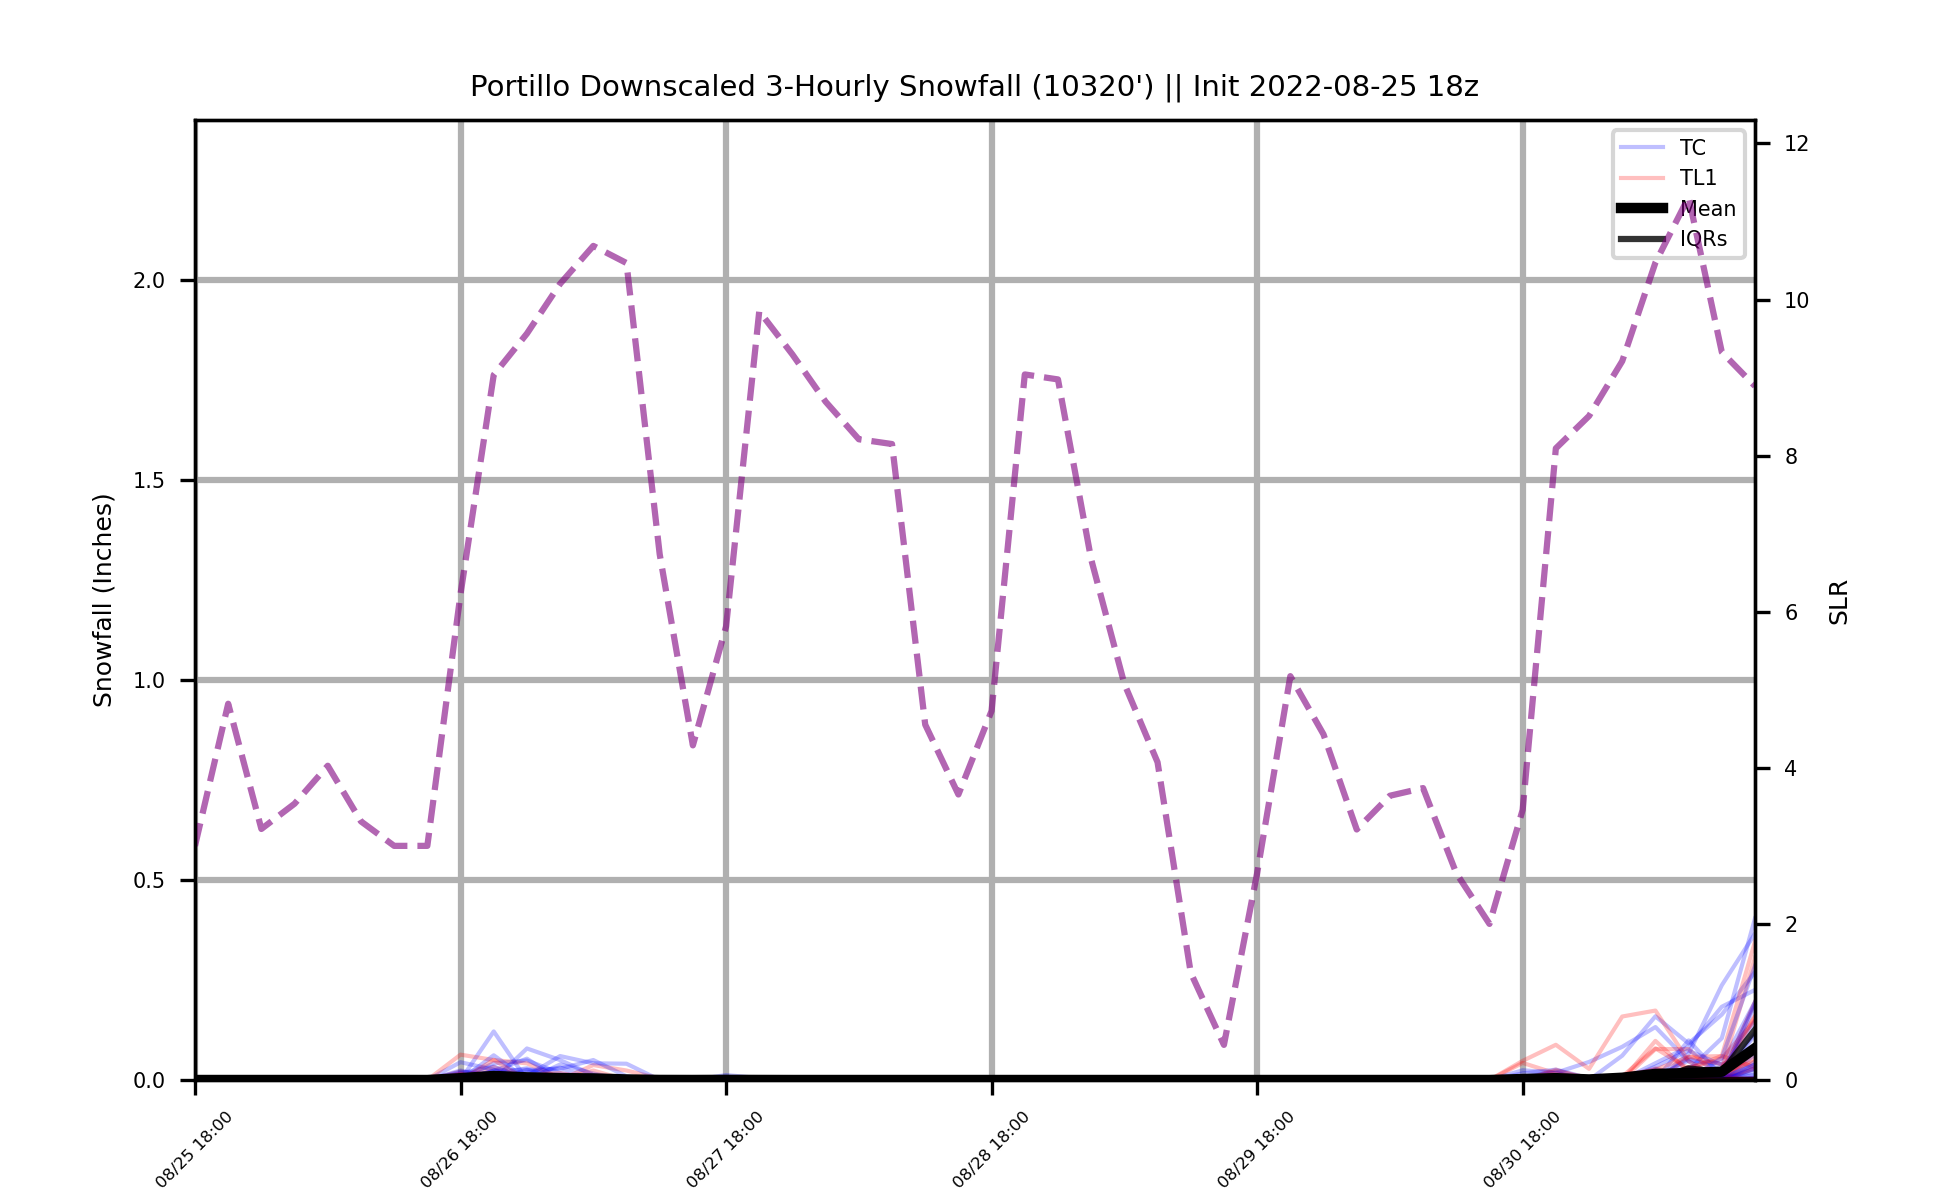 Portillo Downscaled 3-Hourly Snowfall (10320') || Init 2022-08-25 18z
TC
TL1
Mean
IQRs
Snowfall (Inches)
2.0
1.5
1.0
0.5
0.0
12
10
8
6
4
2
0
SLR
08/25 18:00
08/26 18:00
08/27 18:00
08/28 18:00
08/29 18:00
08/30 18:00